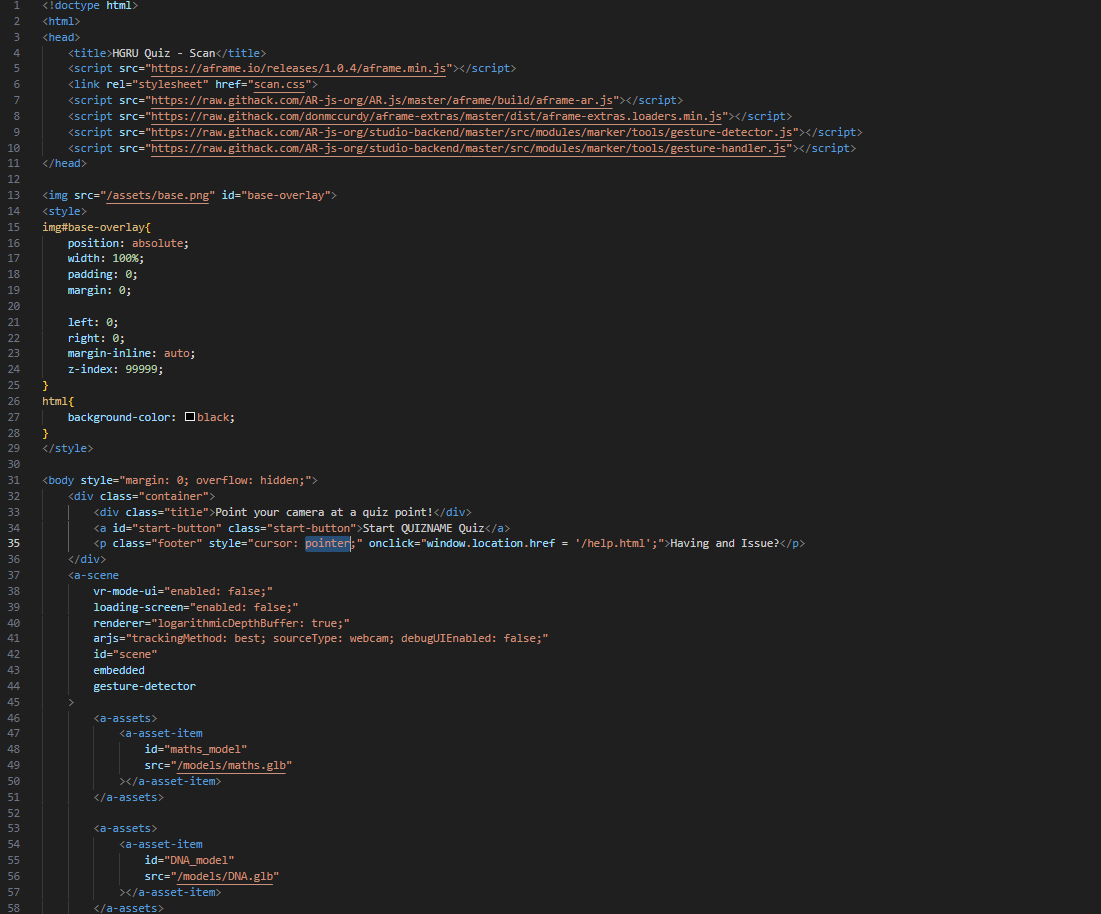 1 <!doctype html>
2 <html>
3 <head>
4     <title>HGRU Quiz - Scan</title>
5     <script src="https://aframe.io/releases/1.0.4/aframe.min.js"></script>
6     <link rel="stylesheet" href="scan.css">
7     <script src="https://raw.githack.com/AR-js-org/AR.js/master/aframe/build/aframe-ar.js"></script>
8     <script src="https://raw.githack.com/donmccurdy/aframe-extras/master/dist/aframe-extras.loaders.min.js"></script>
9     <script src="https://raw.githack.com/AR-js-org/studio-backend/master/src/modules/marker/tools/gesture-detector.js"></script>
10     <script src="https://raw.githack.com/AR-js-org/studio-backend/master/src/modules/marker/tools/gesture-handler.js"></script>
11 </head>
12
13 <img src="/assets/base.png" id="base-overlay">
14 <style>
15 img#base-overlay{
16     position: absolute;
17     width: 100%;
18     padding: 0;
19     margin: 0;
20
21     left: 0;
22     right: 0;
23     margin-inline: auto;
24     z-index: 99999;
25 }
26 html{
27     background-color: black;
28 }
29 </style>
30
31 <body style="margin: 0; overflow: hidden;">
32     <div class="container">
33         <div class="title">Point your camera at a quiz point!</div>
34         <a id="start-button" class="start-button">Start QUIZNAME Quiz</a>
35         <p class="footer" style="cursor: pointer;" onclick="window.location.href = '/help.html';">Having and Issue?</p>
36     </div>
37     <a-scene
38         vr-mode-ui="enabled: false;"
39         loading-screen="enabled: false;"
40         renderer="logarithmicDepthBuffer: true;"
41         arjs="trackingMethod: best; sourceType: webcam; debugUIEnabled: false;"
42         id="scene"
43         embedded
44         gesture-detector
45     >
46         <a-assets>
47             <a-asset-item
48                 id="maths_model"
49                 src="/models/maths.glb"
50             ></a-asset-item>
51         </a-assets>
52
53         <a-assets>
54             <a-asset-item
55                 id="DNA_model"
56                 src="/models/DNA.glb"
57             ></a-asset-item>
58         </a-assets>